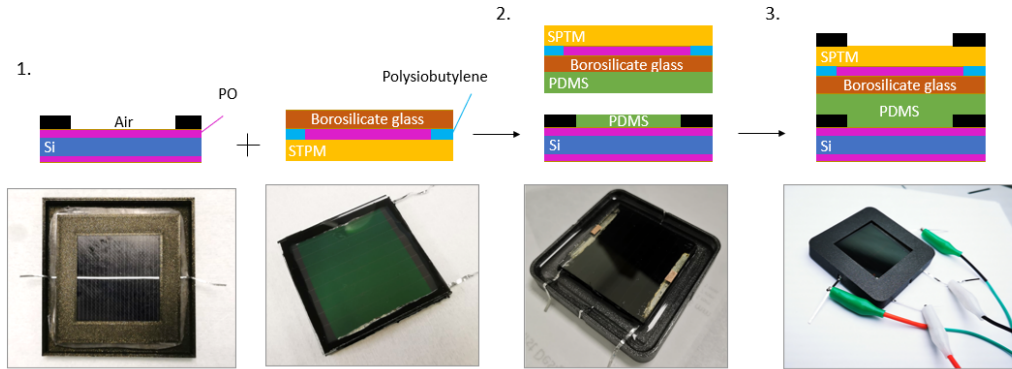 1.
Air
PO
Si
Borosilicate glass
STPM
Polysiobutylene
2.
SPTM
Borosilicate glass
PDMS
PDMS
Si
3.
SPTM
Borosilicate glass
PDMS
Si